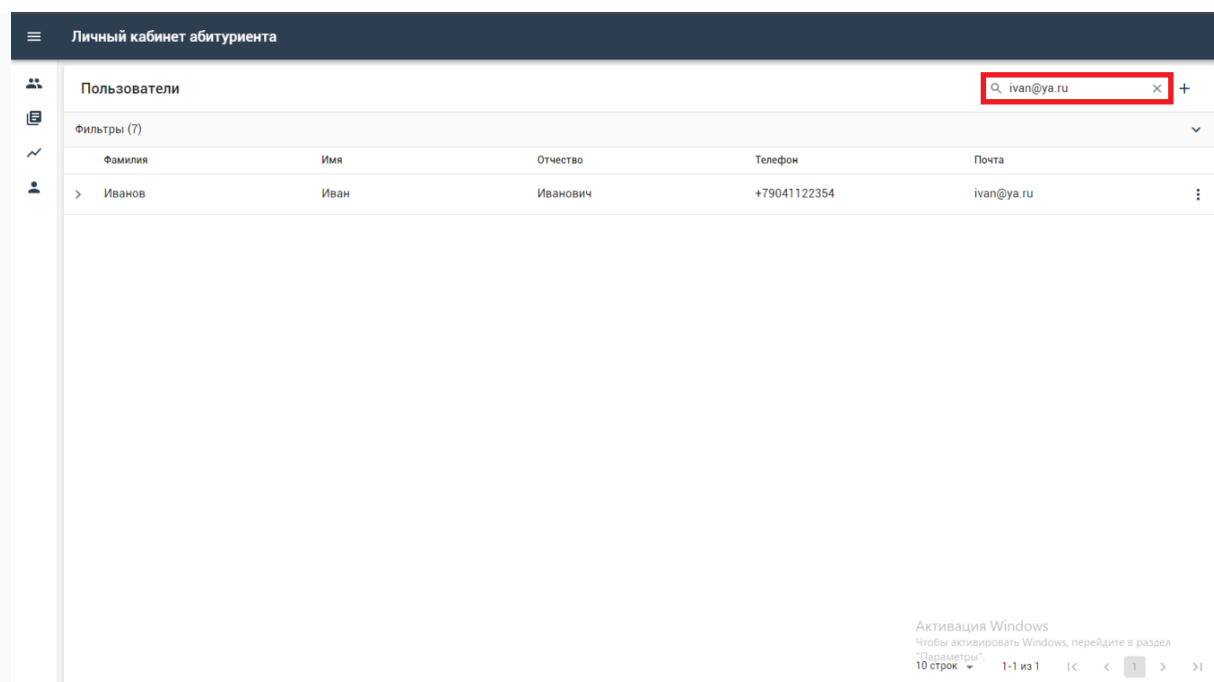 Личный кабинет абитуриента
Пользователи
ivan@ya.ru
Фильтры (7)
Фамилия Имя Отчество Телефон Почта
Иванов Иван Иванович +79041122354 ivan@ya.ru
Активация Windows
Чтобы активировать Windows, перейдите в раздел
"Параметры".
10 строк 1-1 из 1 1